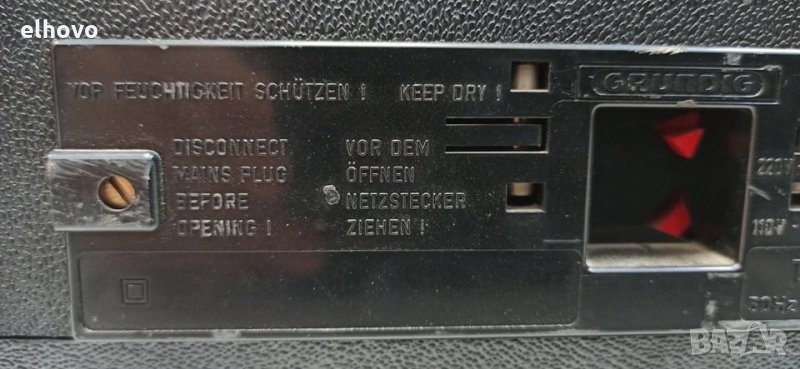 elhovo
VOR FEUCHTIGKEIT SCHÜTZEN ! KEEP DRY !
GRUNDIG
DISCONNECT
MAINS PLUG
BEFORE
OPENING !
VOR DEM
ÖFFNEN
NETZSTECKER
ZIEHEN !
220V
110V
BAZAR